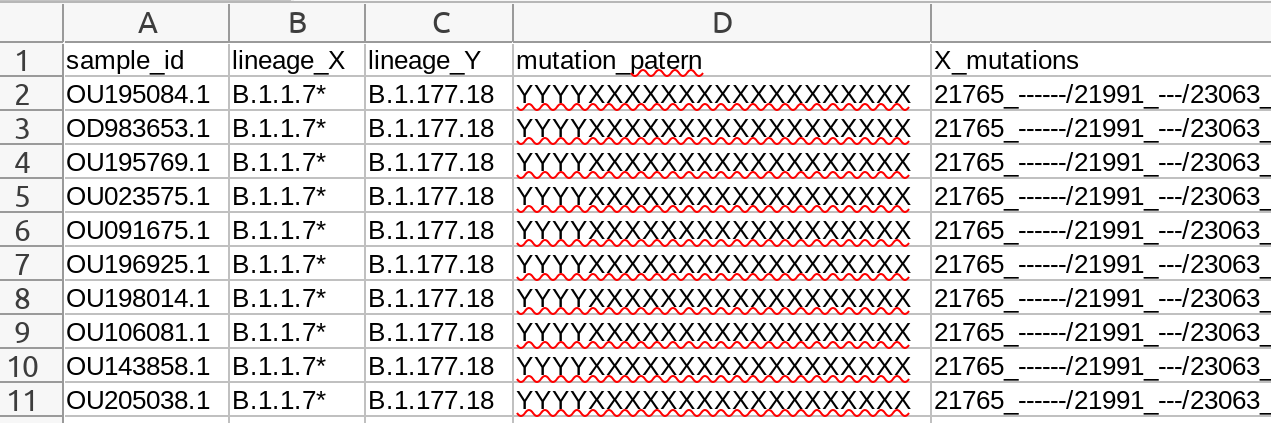 A B C D
1 sample_id lineage_X lineage_Y mutation_patern X_mutations
2 OU195084.1 B.1.1.7* B.1.177.18 YYYYXXXXXXXXXXXXXXXXXX 21765_------/21991_---/23063_
3 OD983653.1 B.1.1.7* B.1.177.18 YYYYXXXXXXXXXXXXXXXXXX 21765_------/21991_---/23063_
4 OU195769.1 B.1.1.7* B.1.177.18 YYYYXXXXXXXXXXXXXXXXXX 21765_------/21991_---/23063_
5 OU023575.1 B.1.1.7* B.1.177.18 YYYYXXXXXXXXXXXXXXXXXX 21765_------/21991_---/23063_
6 OU091675.1 B.1.1.7* B.1.177.18 YYYYXXXXXXXXXXXXXXXXXX 21765_------/21991_---/23063_
7 OU196925.1 B.1.1.7* B.1.177.18 YYYYXXXXXXXXXXXXXXXXXX 21765_------/21991_---/23063_
8 OU198014.1 B.1.1.7* B.1.177.18 YYYYXXXXXXXXXXXXXXXXXX 21765_------/21991_---/23063_
9 OU106081.1 B.1.1.7* B.1.177.18 YYYYXXXXXXXXXXXXXXXXXX 21765_------/21991_---/23063_
10 OU143858.1 B.1.1.7* B.1.177.18 YYYYXXXXXXXXXXXXXXXXXX 21765_------/21991_---/23063_
11 OU205038.1 B.1.1.7* B.1.177.18 YYYYXXXXXXXXXXXXXXXXXX 21765_------/21991_---/23063_